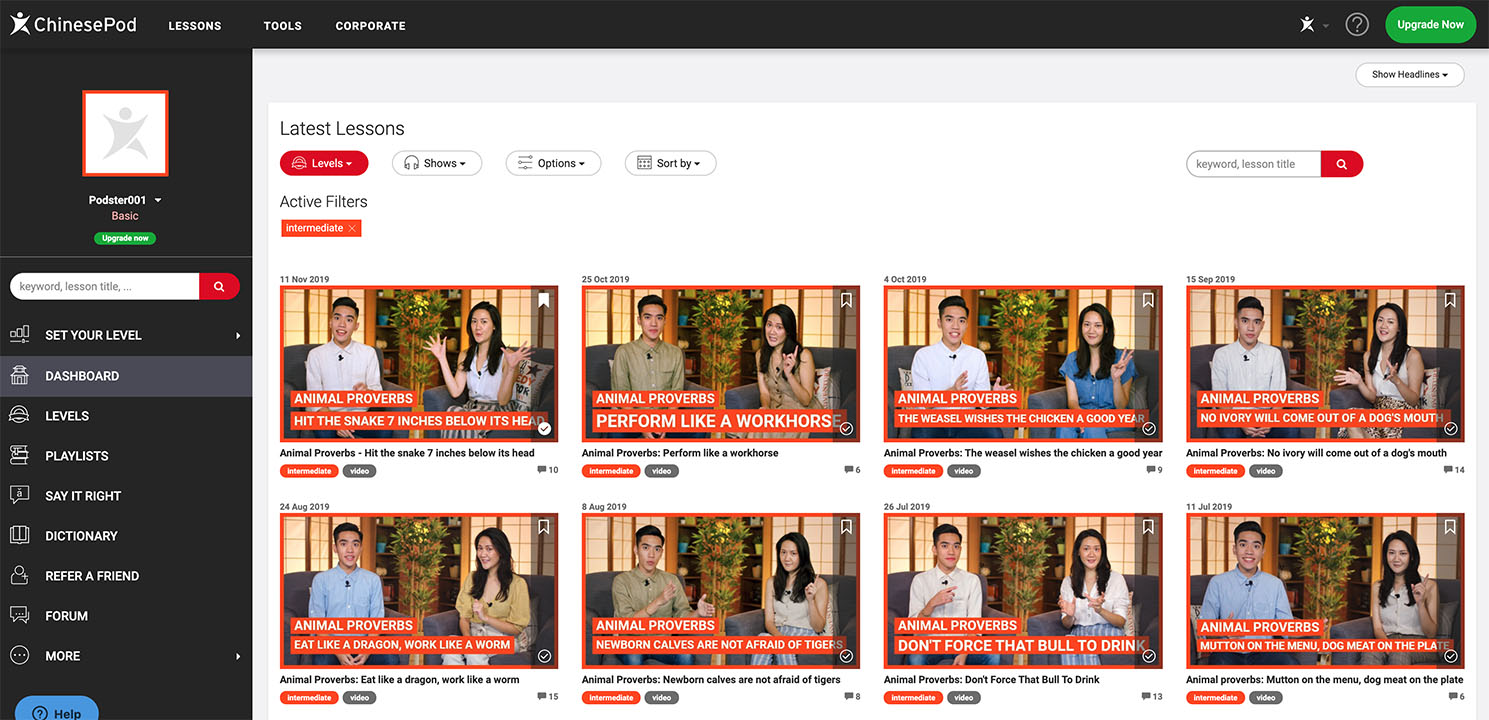 ChinesePod
LESSONS
TOOLS
CORPORATE
?
Upgrade Now
Podster001
Basic
Upgrade now
keyword, lesson title, ...
SET YOUR LEVEL
DASHBOARD
LEVELS
PLAYLISTS
SAY IT RIGHT
DICTIONARY
REFER A FRIEND
FORUM
MORE
? Help
Show Headlines
Latest Lessons
Levels
Shows
Options
Sort by
keyword, lesson title
Active Filters
Intermediate
11 Nov 2019
ANIMAL PROVERBS
HIT THE SNAKE 7 INCHES BELOW ITS HEAD
Animal Proverbs - Hit the snake 7 inches below its head
Intermediate video 10
25 Oct 2019
ANIMAL PROVERBS
PERFORM LIKE A WORKHORSE
Animal Proverbs: Perform like a workhorse
Intermediate video 6
4 Oct 2019
ANIMAL PROVERBS
THE WEASEL WISHES THE CHICKEN A GOOD YEAR
Animal Proverbs: The weasel wishes the chicken a good year
Intermediate video 9
15 Sep 2019
ANIMAL PROVERBS
NO IVORY WILL COME OUT OF A DOG'S MOUTH
Animal Proverbs: No ivory will come out of a dog's mouth
Intermediate video 14
24 Aug 2019
ANIMAL PROVERBS
EAT LIKE A DRAGON, WORK LIKE A WORM
Animal Proverbs: Eat like a dragon, work like a worm
Intermediate video 15
8 Aug 2019
ANIMAL PROVERBS
NEWBORN CALVES ARE NOT AFRAID OF TIGERS
Animal Proverbs: Newborn calves are not afraid of tigers
Intermediate video 8
26 Jul 2019
ANIMAL PROVERBS
DON'T FORCE THAT BULL TO DRINK
Animal Proverbs: Don't Force That Bull To Drink
Intermediate video 13
11 Jul 2019
ANIMAL PROVERBS
MUTTON ON THE MENU, DOG MEAT ON THE PLATE
Animal proverbs: Mutton on the menu, dog meat on the plate
Intermediate video 6